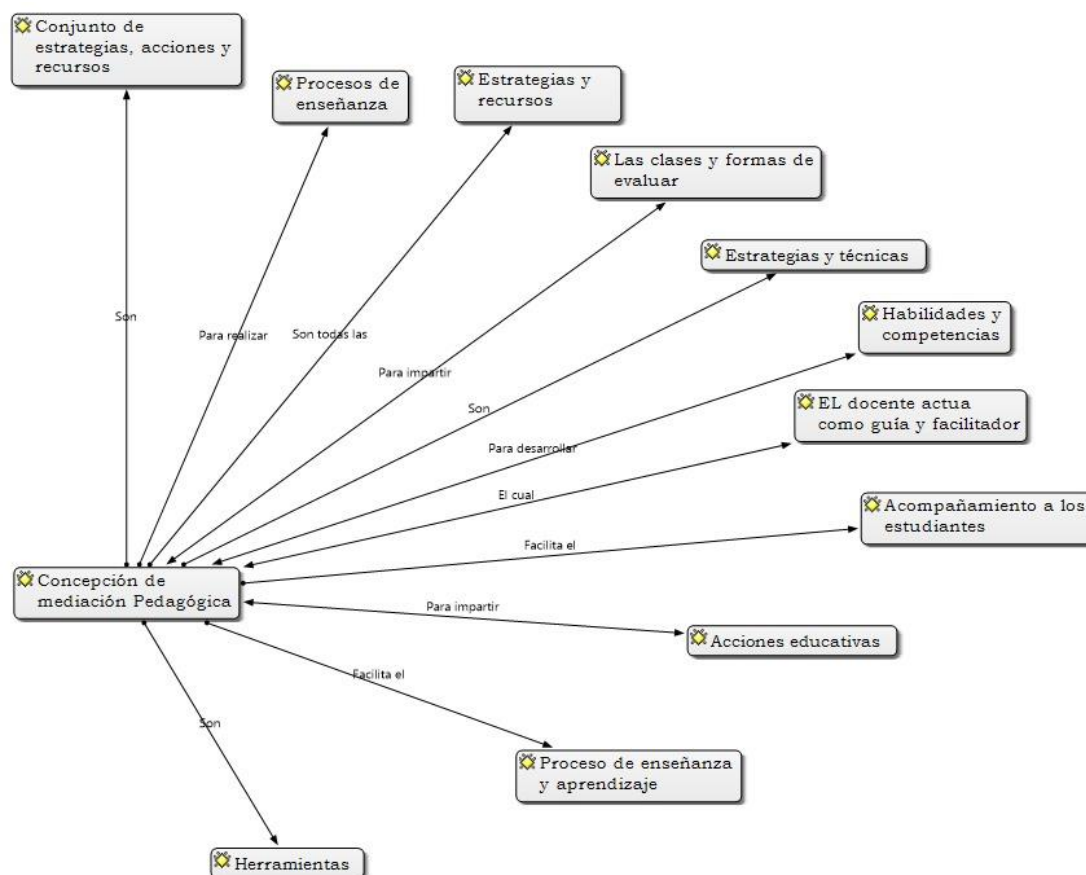 Conjunto de
estrategias, acciones y
recursos
Procesos de
enseñanza
Estrategias y
recursos
Las clases y formas de
evaluar
Estrategias y técnicas
Habilidades y
competencias
Son
Para realizar
Son todas las
Para impartir
Son
EL docente actua
como guía y facilitador
Para desarrollar
El cual
Acompañamiento a los
estudiantes
Facilita el
Concepción de
mediación Pedagógica
Para impartir
Acciones educativas
Facilita el
Son
Proceso de enseñanza
y aprendizaje
Herramientas